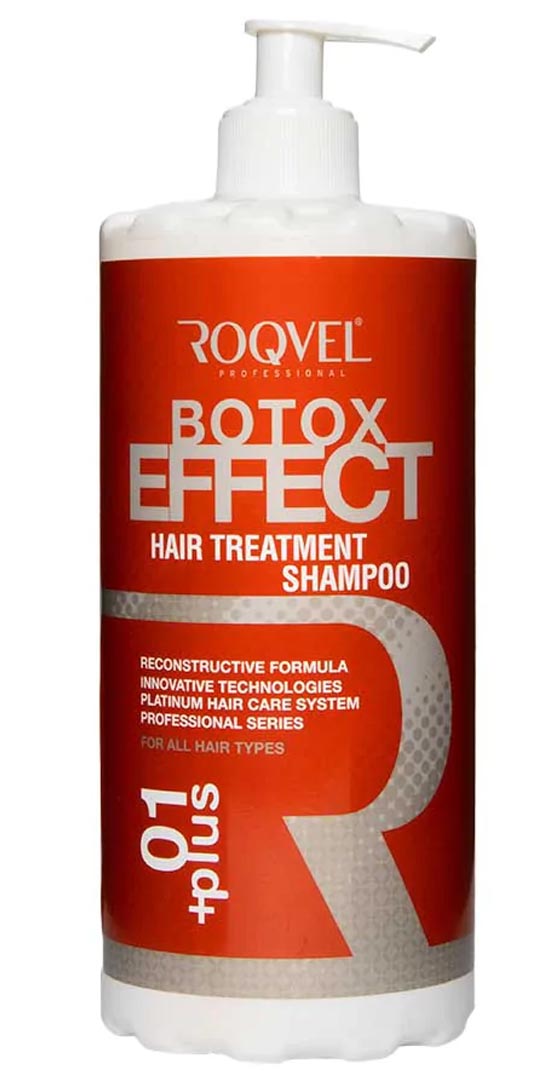 ROQVEL®
PROFESSIONAL
BOTOX
EFFECT
HAIR TREATMENT
SHAMPOO
RECONSTRUCTIVE FORMULA
INNOVATIVE TECHNOLOGIES
PLATINUM HAIR CARE SYSTEM
PROFESSIONAL SERIES
FOR ALL HAIR TYPES
01
+plus
R